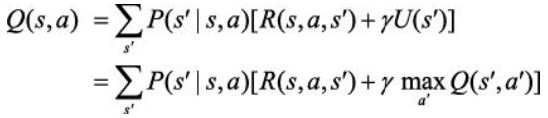 Q(s,a) = ∑_{s'} P(s' | s,a)[R(s,a,s') + γU(s')]
= ∑_{s'} P(s' | s,a)[R(s,a,s') + γ max_{a'} Q(s',a')]